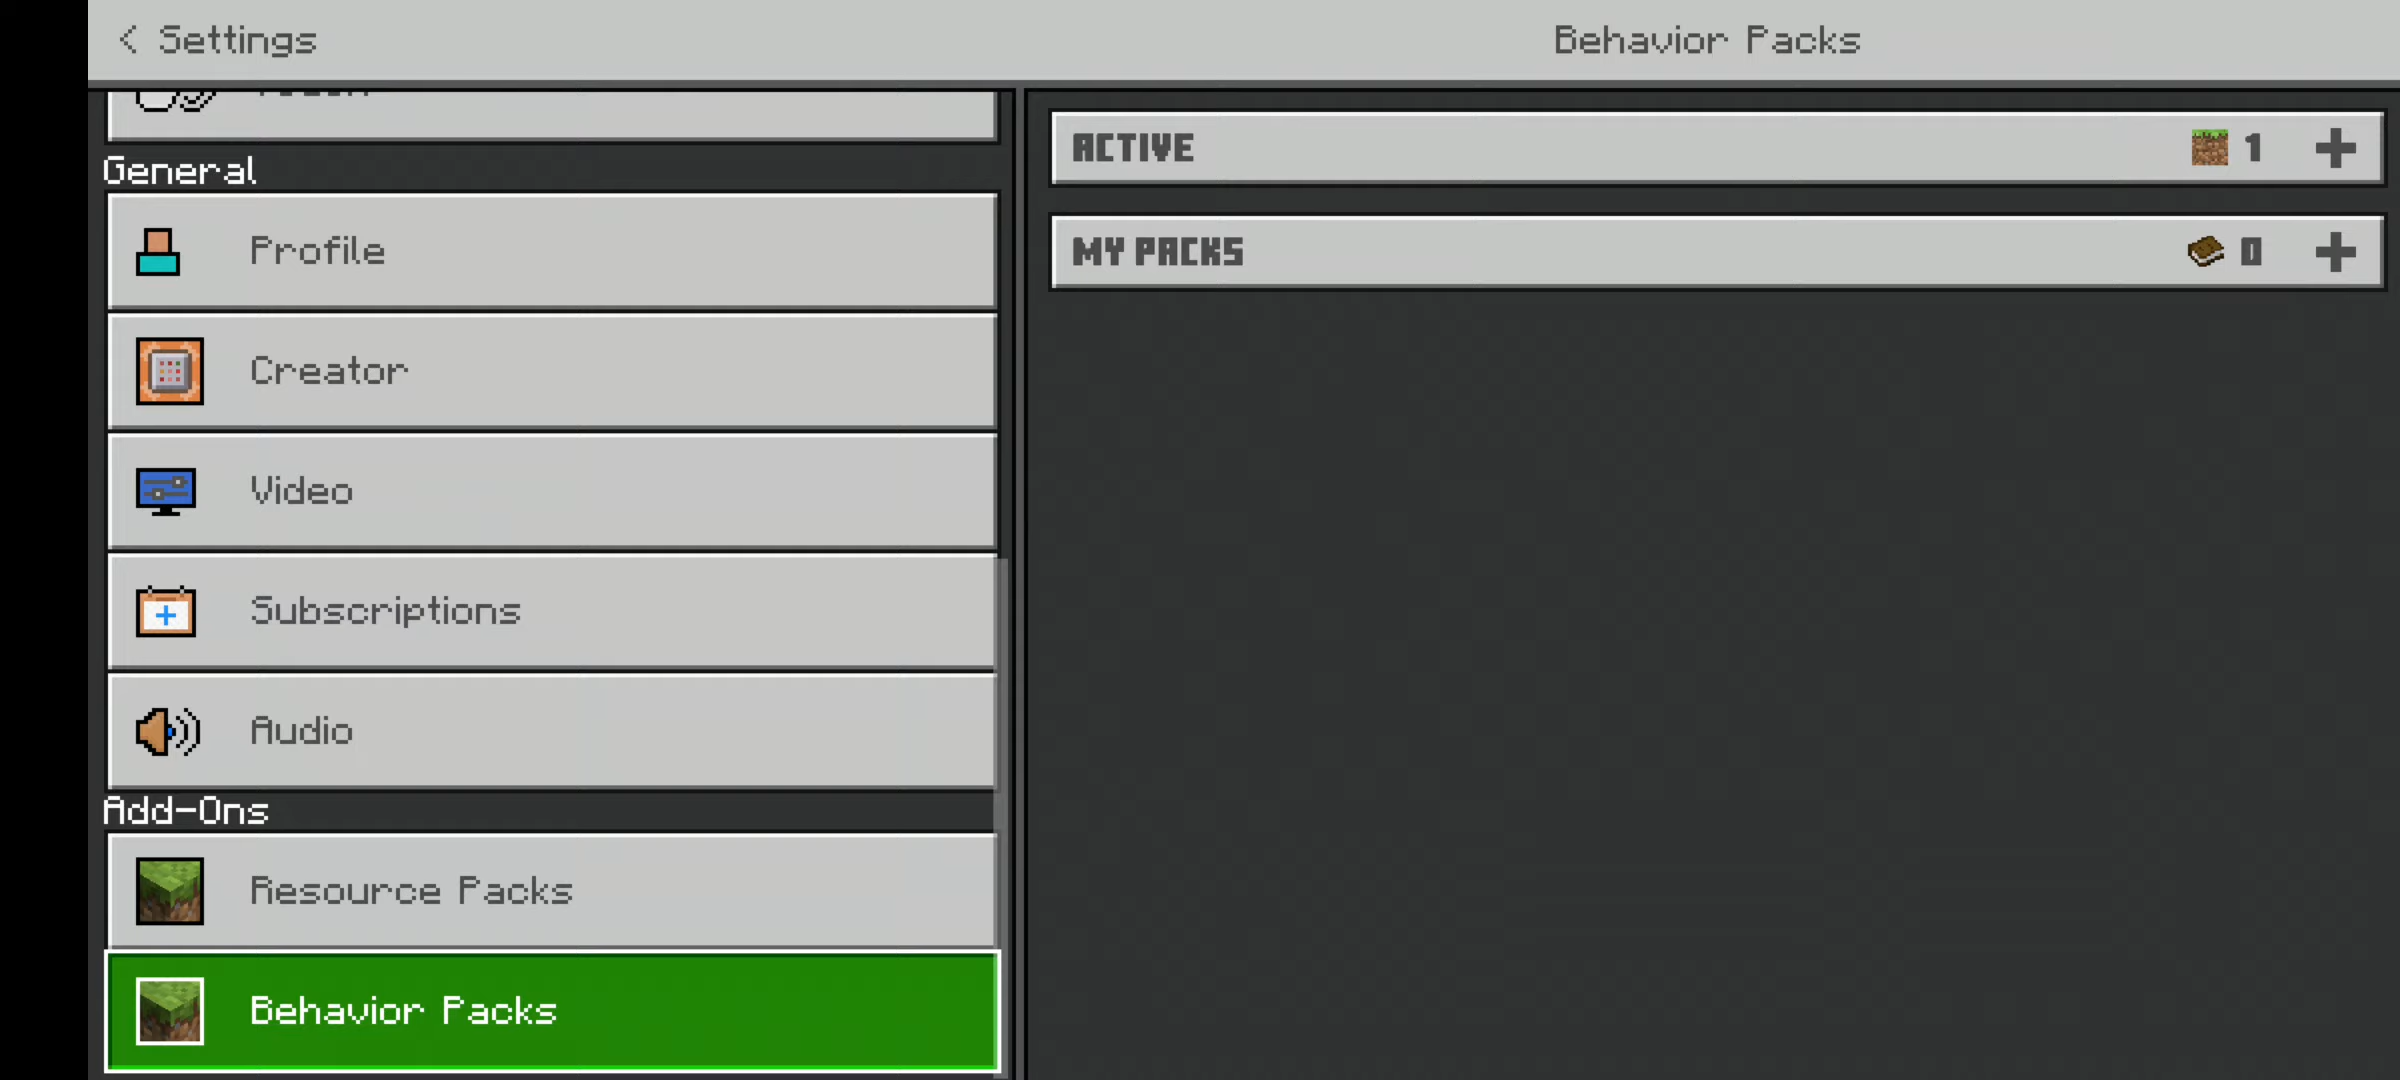 Settings
Behavior Packs
General
Profile
Creator
Video
Subscriptions
Audio
Add-Ons
Resource Packs
Behavior Packs
ACTIVE 1
MY PACKS 0